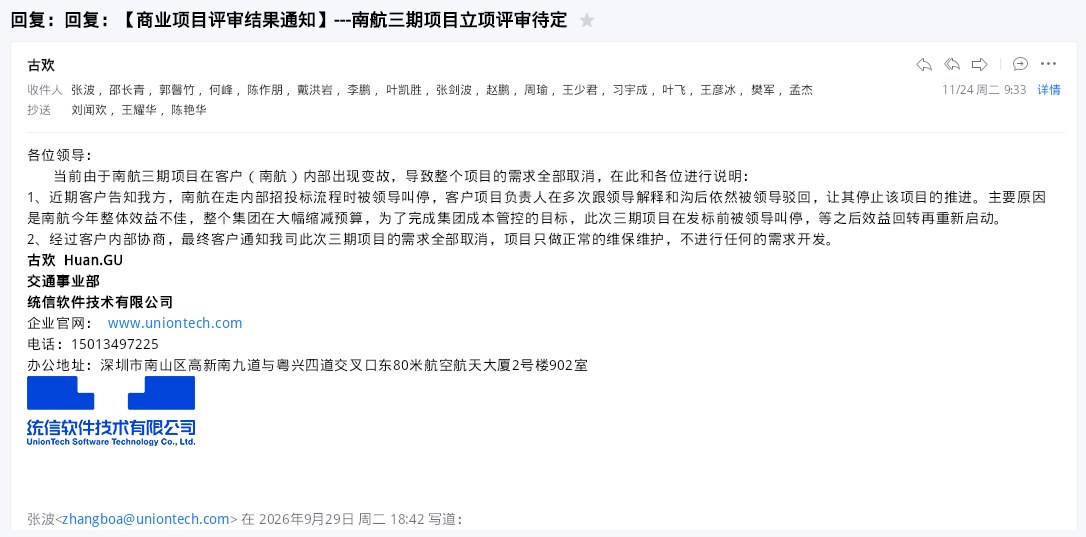 回复：回复：【商业项目评审结果通知】---南航三期项目立项评审待定
古欢
收件人 张波 , 邵长青 , 郭馨竹 , 何峰 , 陈作朋 , 戴洪岩 , 李鹏 , 叶凯胜 , 张剑波 , 赵鹏 , 周瑜 , 王少君 , 习宇成 , 叶飞 , 王彦冰 , 樊军 , 孟杰
11/24 周二 9:33 详情
抄送 刘闻欢 , 王耀华 , 陈艳华
各位领导：
当前由于南航三期项目在客户（南航）内部出现变故，导致整个项目的需求全部取消，在此和各位进行说明：
1、近期客户告知我方，南航在走内部招投标流程时被领导叫停，客户项目负责人在多次跟领导解释和沟后依然被领导驳回，让其停止该项目的推进。主要原因
是南航今年整体效益不佳，整个集团在大幅缩减预算，为了完成集团成本管控的目标，此次三期项目在发标前被领导叫停，等之后效益回转再重新启动。
2、经过客户内部协商，最终客户通知我司此次三期项目的需求全部取消，项目只做正常的维保维护，不进行任何的需求开发。
古欢 Huan.GU
交通事业部
统信软件技术有限公司
企业官网： www.uniontech.com
电话：15013497225
办公地址：深圳市南山区高新南九道与粤兴四道交叉口东80米航空航天大厦2号楼902室
统信软件技术有限公司
UnionTech Software Technology Co., Ltd.
张波<zhangboa@uniontech.com> 在 2026年9月29日 周二 18:42 写道：